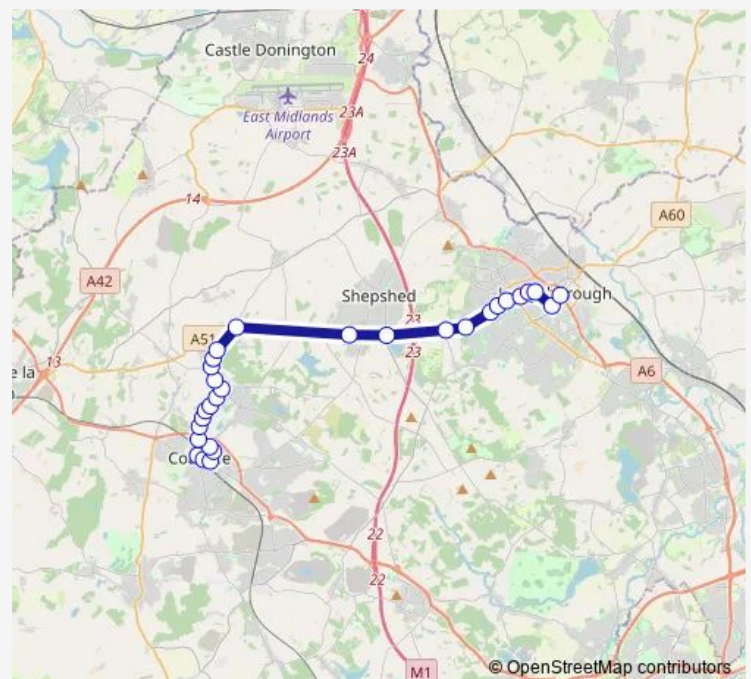 Castle Donington
24
East Midlands
Airport
23A
23A
14
A60
A42
Shepshed
23
A51
23
13
A6
22
22
M1
© OpenStreetMap contributors